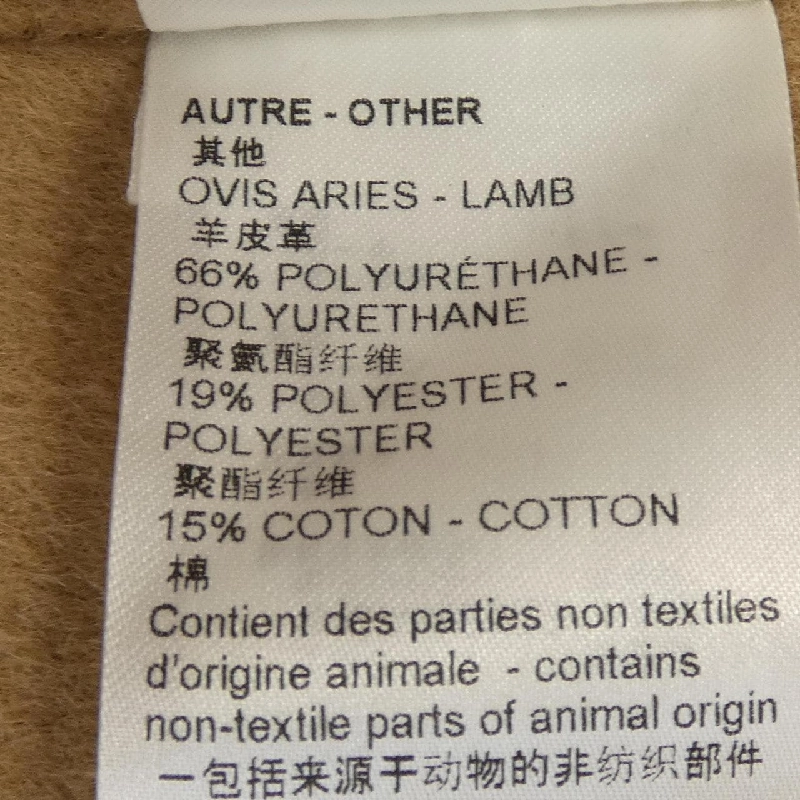 AUTRE - OTHER
其他
OVIS ARIES - LAMB
羊皮革
66% POLYURÉTHANE -
POLYURETHANE
聚氨酯纤维
19% POLYESTER -
POLYESTER
聚酯纤维
15% COTON - COTTON
棉
Contient des parties non textiles
d'origine animale - contains
non-textile parts of animal origin
一包括来源于动物的非纺织部件